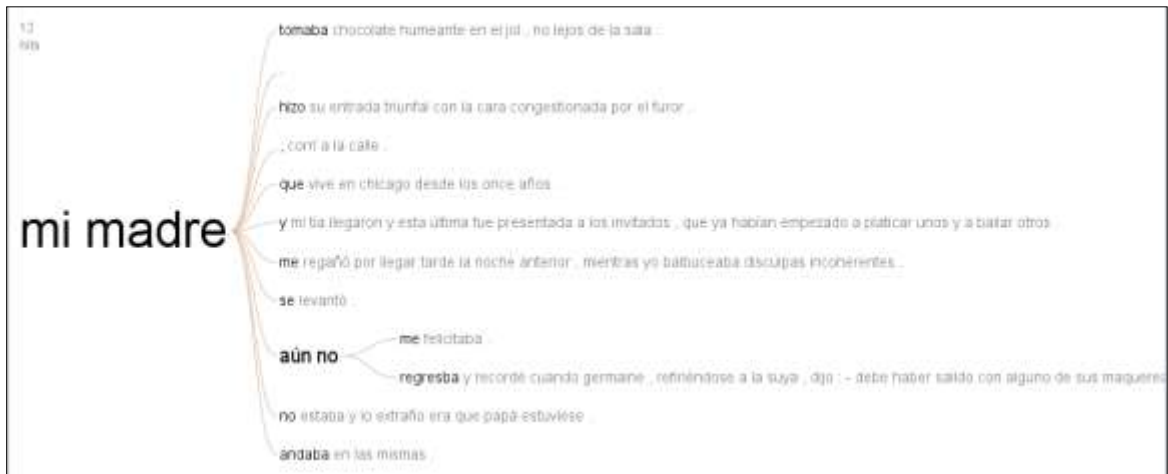 12
hits
tomaba chocolate humeante en el jol , no lejos de la sala .
.
hizo su entrada triunfal con la cara congestionada por el furor .
, corrí a la calle .
que vive en chicago desde los once años .
mi madre
y mi tía llegaron y esta última fue presentada a los invitados , que ya habían empezado a platicar unos y a bailar otros .
me regañó por llegar tarde la noche anterior , mientras yo balbuceaba disculpas incoherentes .
se levantó .
aún no
me felicitaba .
regresba y recordé cuando germaine , refiriéndose a la suya , dijo : - debe haber salido con alguno de sus
no estaba y lo extraño era que papá estuviese .
andaba en las mismas .